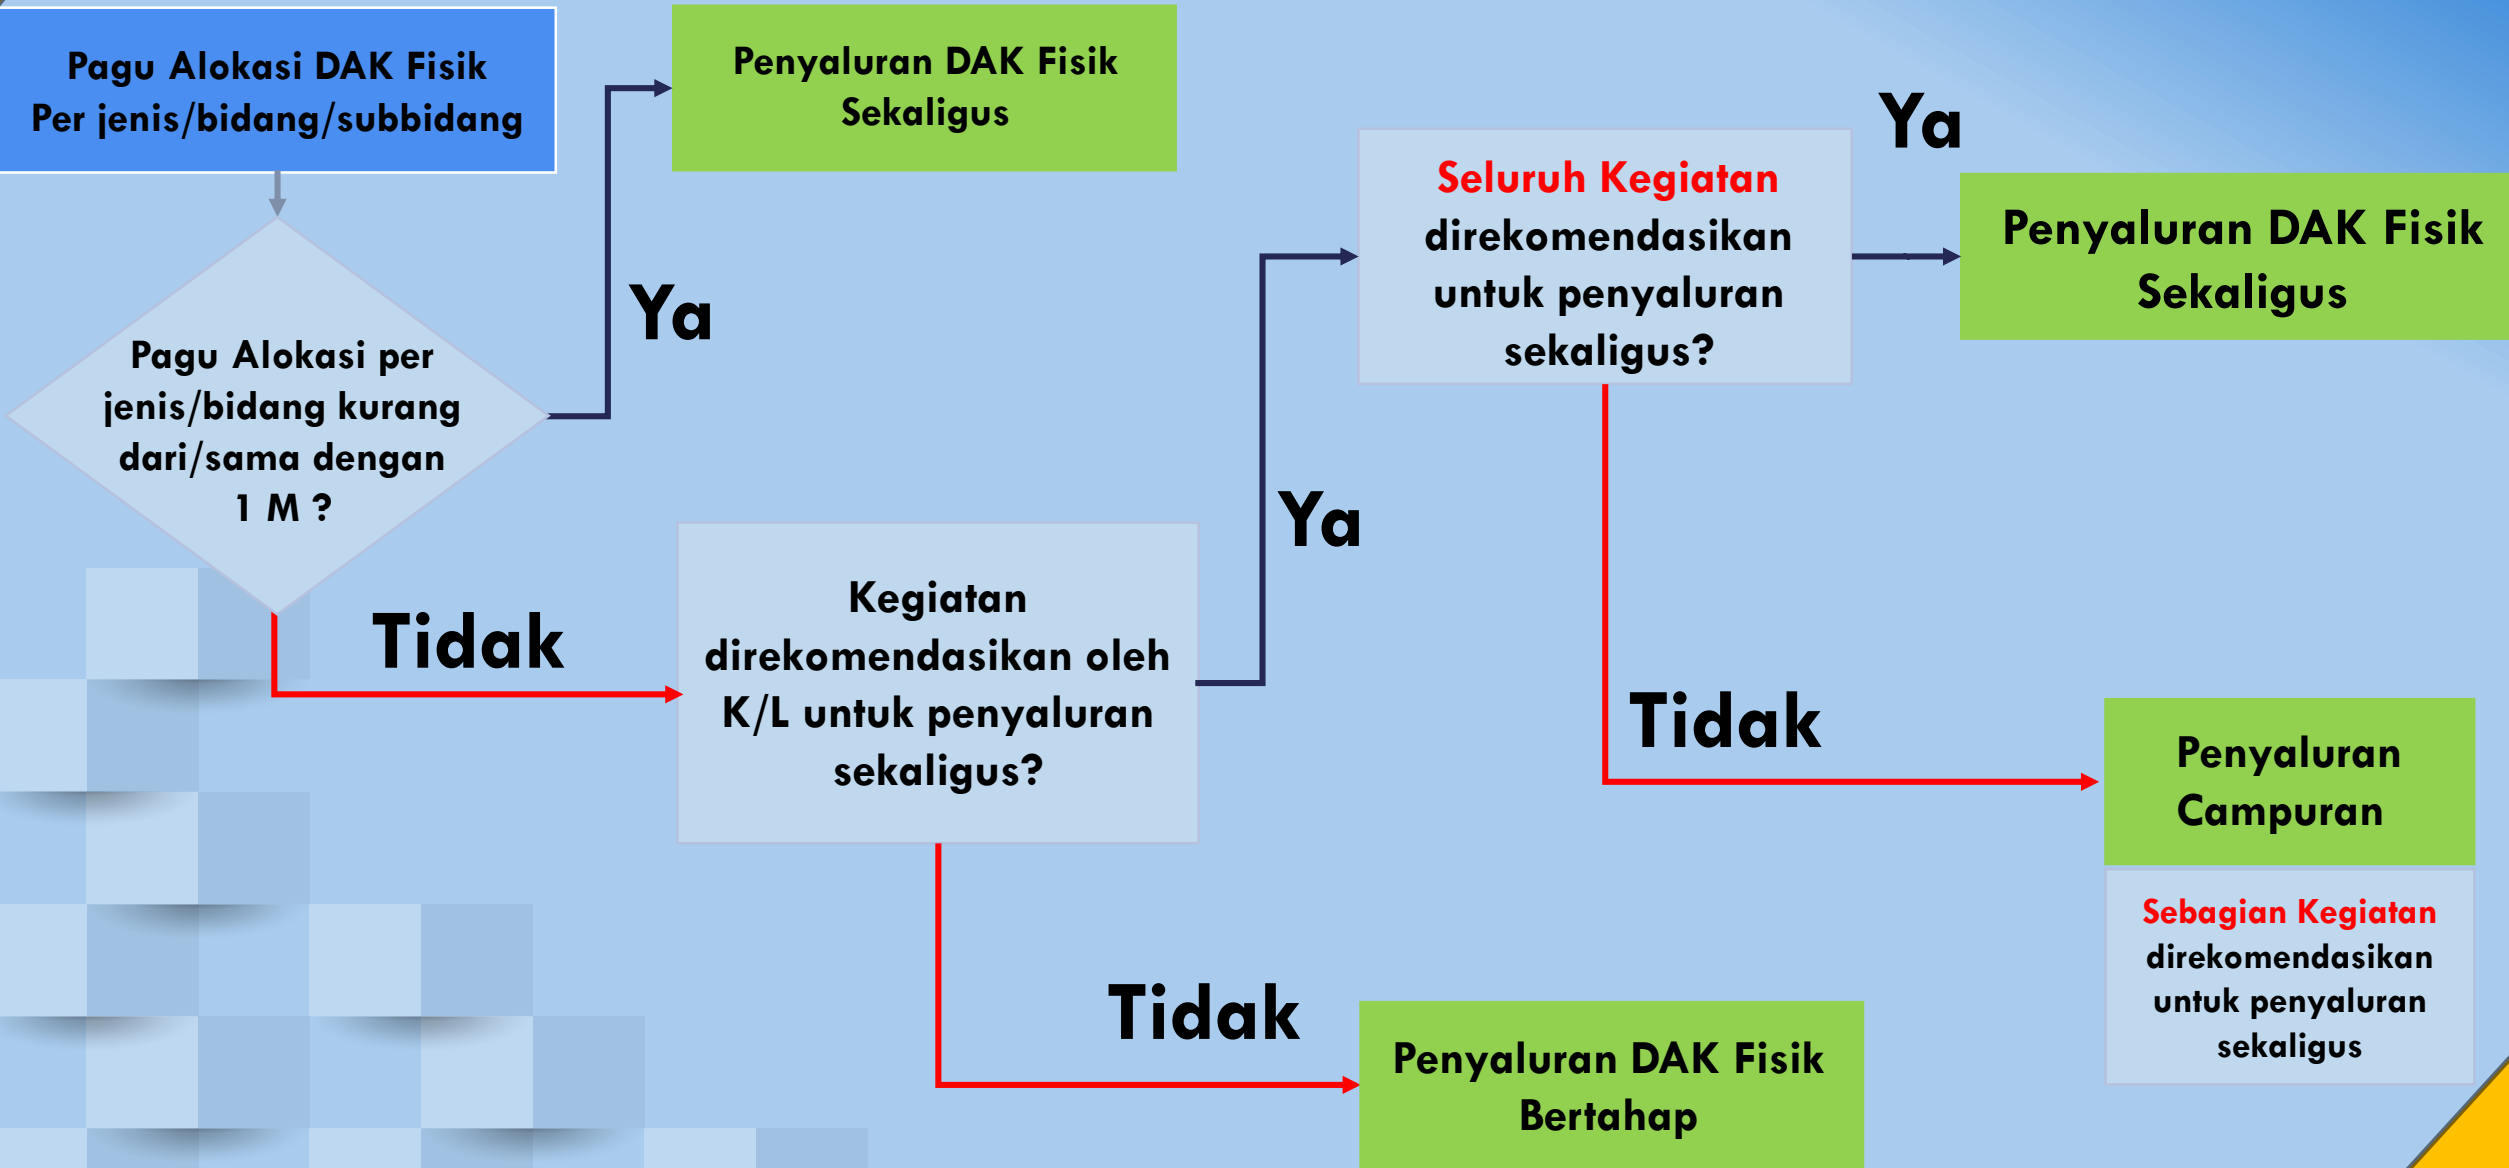 Pagu Alokasi DAK Fisik
Per jenis/bidang/subbidang
Penyaluran DAK Fisik
Sekaligus
Pagu Alokasi per
jenis/bidang kurang
dari/sama dengan
1 M ?
Ya
Tidak
Kegiatan
direkomendasikan oleh
K/L untuk penyaluran
sekaligus?
Ya
Tidak
Penyaluran DAK Fisik
Bertahap
Seluruh Kegiatan
direkomendasikan
untuk penyaluran
sekaligus?
Ya
Penyaluran DAK Fisik
Sekaligus
Tidak
Penyaluran
Campuran
Sebagian Kegiatan
direkomendasikan
untuk penyaluran
sekaligus